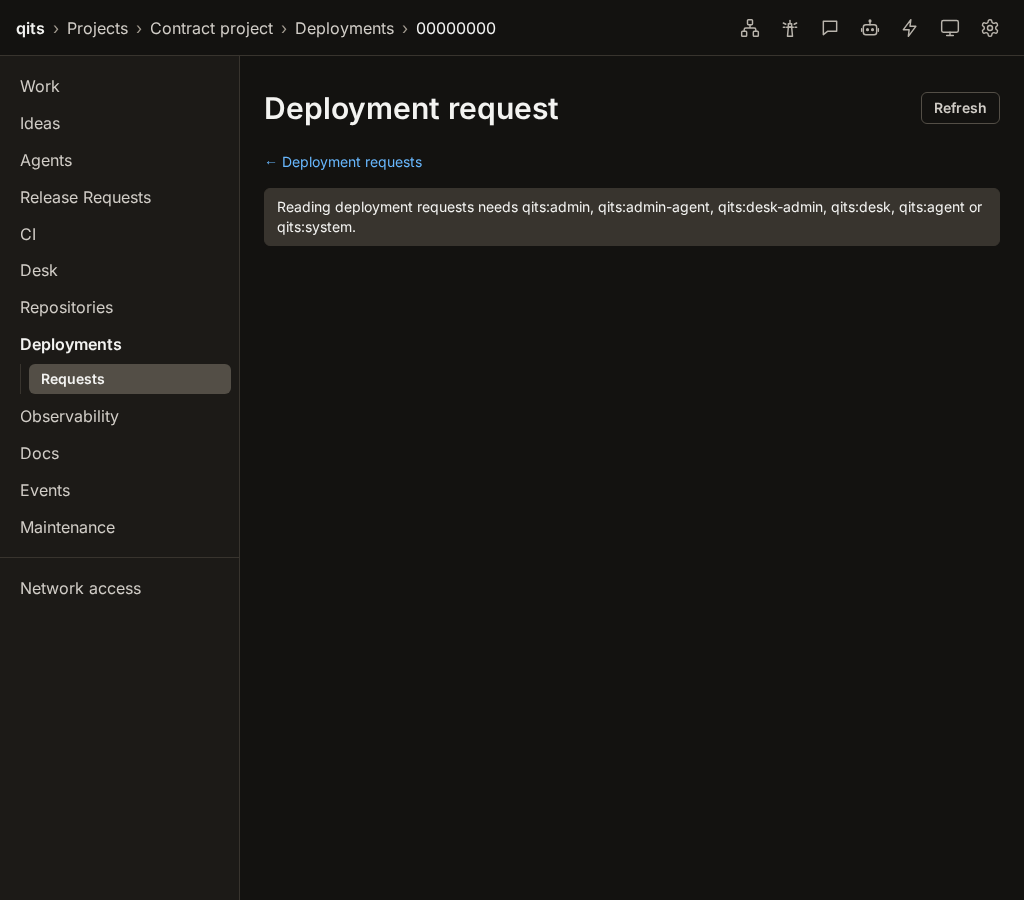 qits › Projects › Contract project › Deployments › 00000000
Work
Ideas
Agents
Release Requests
CI
Desk
Repositories
Deployments
Requests
Observability
Docs
Events
Maintenance
Network access
Deployment request
Refresh
← Deployment requests
Reading deployment requests needs qits:admin, qits:admin-agent, qits:desk-admin, qits:desk, qits:agent or
qits:system.